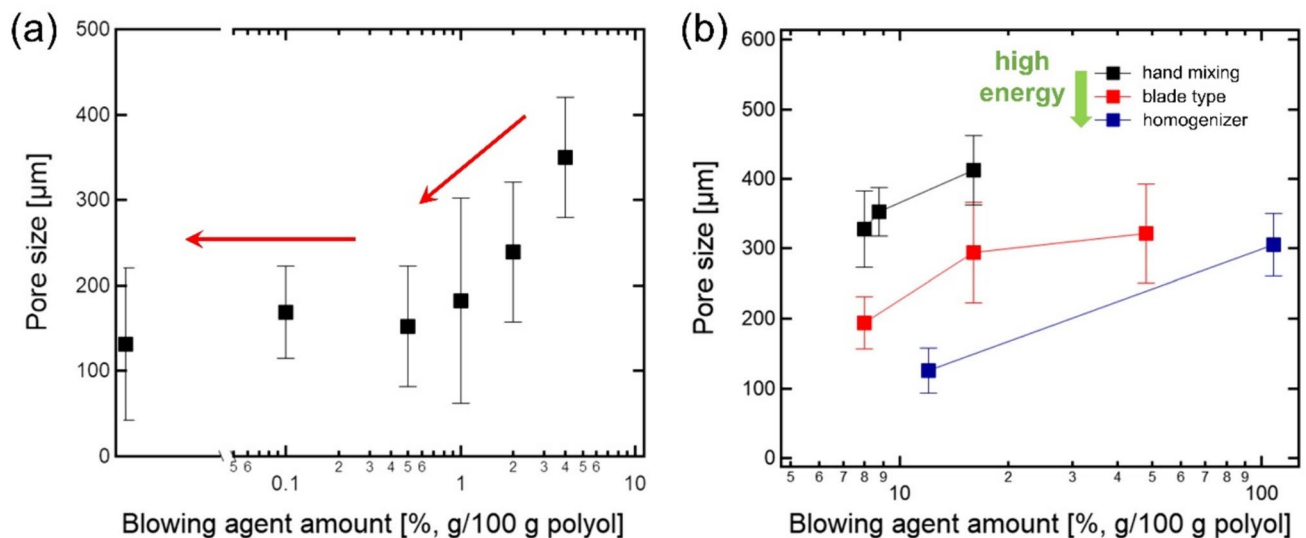 (a)
500
400
300
200
100
0
Pore size [µm]
5 6 2 3 4 5 6 2 3 4 5 6
0.1 1 10
Blowing agent amount [%, g/100 g polyol]
(b)
600
500
400
300
200
100
0
Pore size [µm]
high
energy
hand mixing
blade type
homogenizer
5 6 7 8 9 2 3 4 5 6 7 8 9
10 100
Blowing agent amount [%, g/100 g polyol]